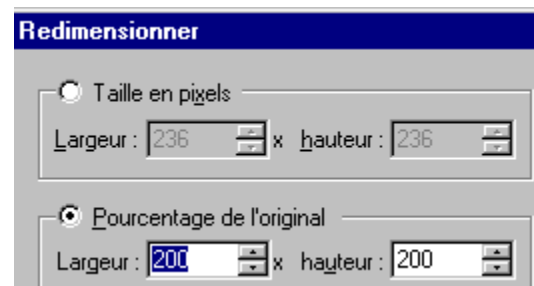 Redimensionner
Taille en pixels
Largeur : 236 x hauteur : 236
Pourcentage de l'original
Largeur : 200 x hauteur : 200